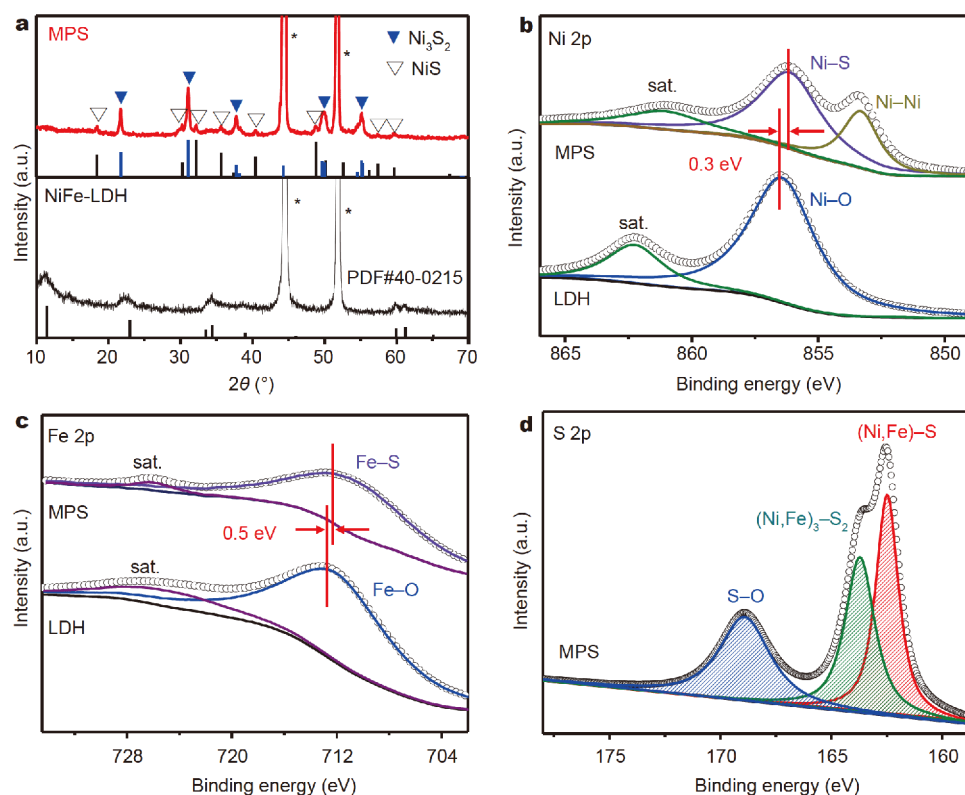 a
MPS
▼ Ni₃S₂
▽ NiS
*
*
NiFe-LDH
*
*
PDF#40-0215
Intensity (a.u.)
10 20 30 40 50 60 70
2θ (°)
b
Ni 2p
Ni–S
sat.
Ni–Ni
MPS
0.3 eV
Ni–O
sat.
LDH
Intensity (a.u.)
865 860 855 850
Binding energy (eV)
c
Fe 2p
sat.
Fe–S
MPS
0.5 eV
sat.
Fe–O
LDH
Intensity (a.u.)
728 720 712 704
Binding energy (eV)
d
S 2p
(Ni,Fe)–S
(Ni,Fe)₃–S₂
S–O
MPS
Intensity (a.u.)
175 170 165 160
Binding energy (eV)